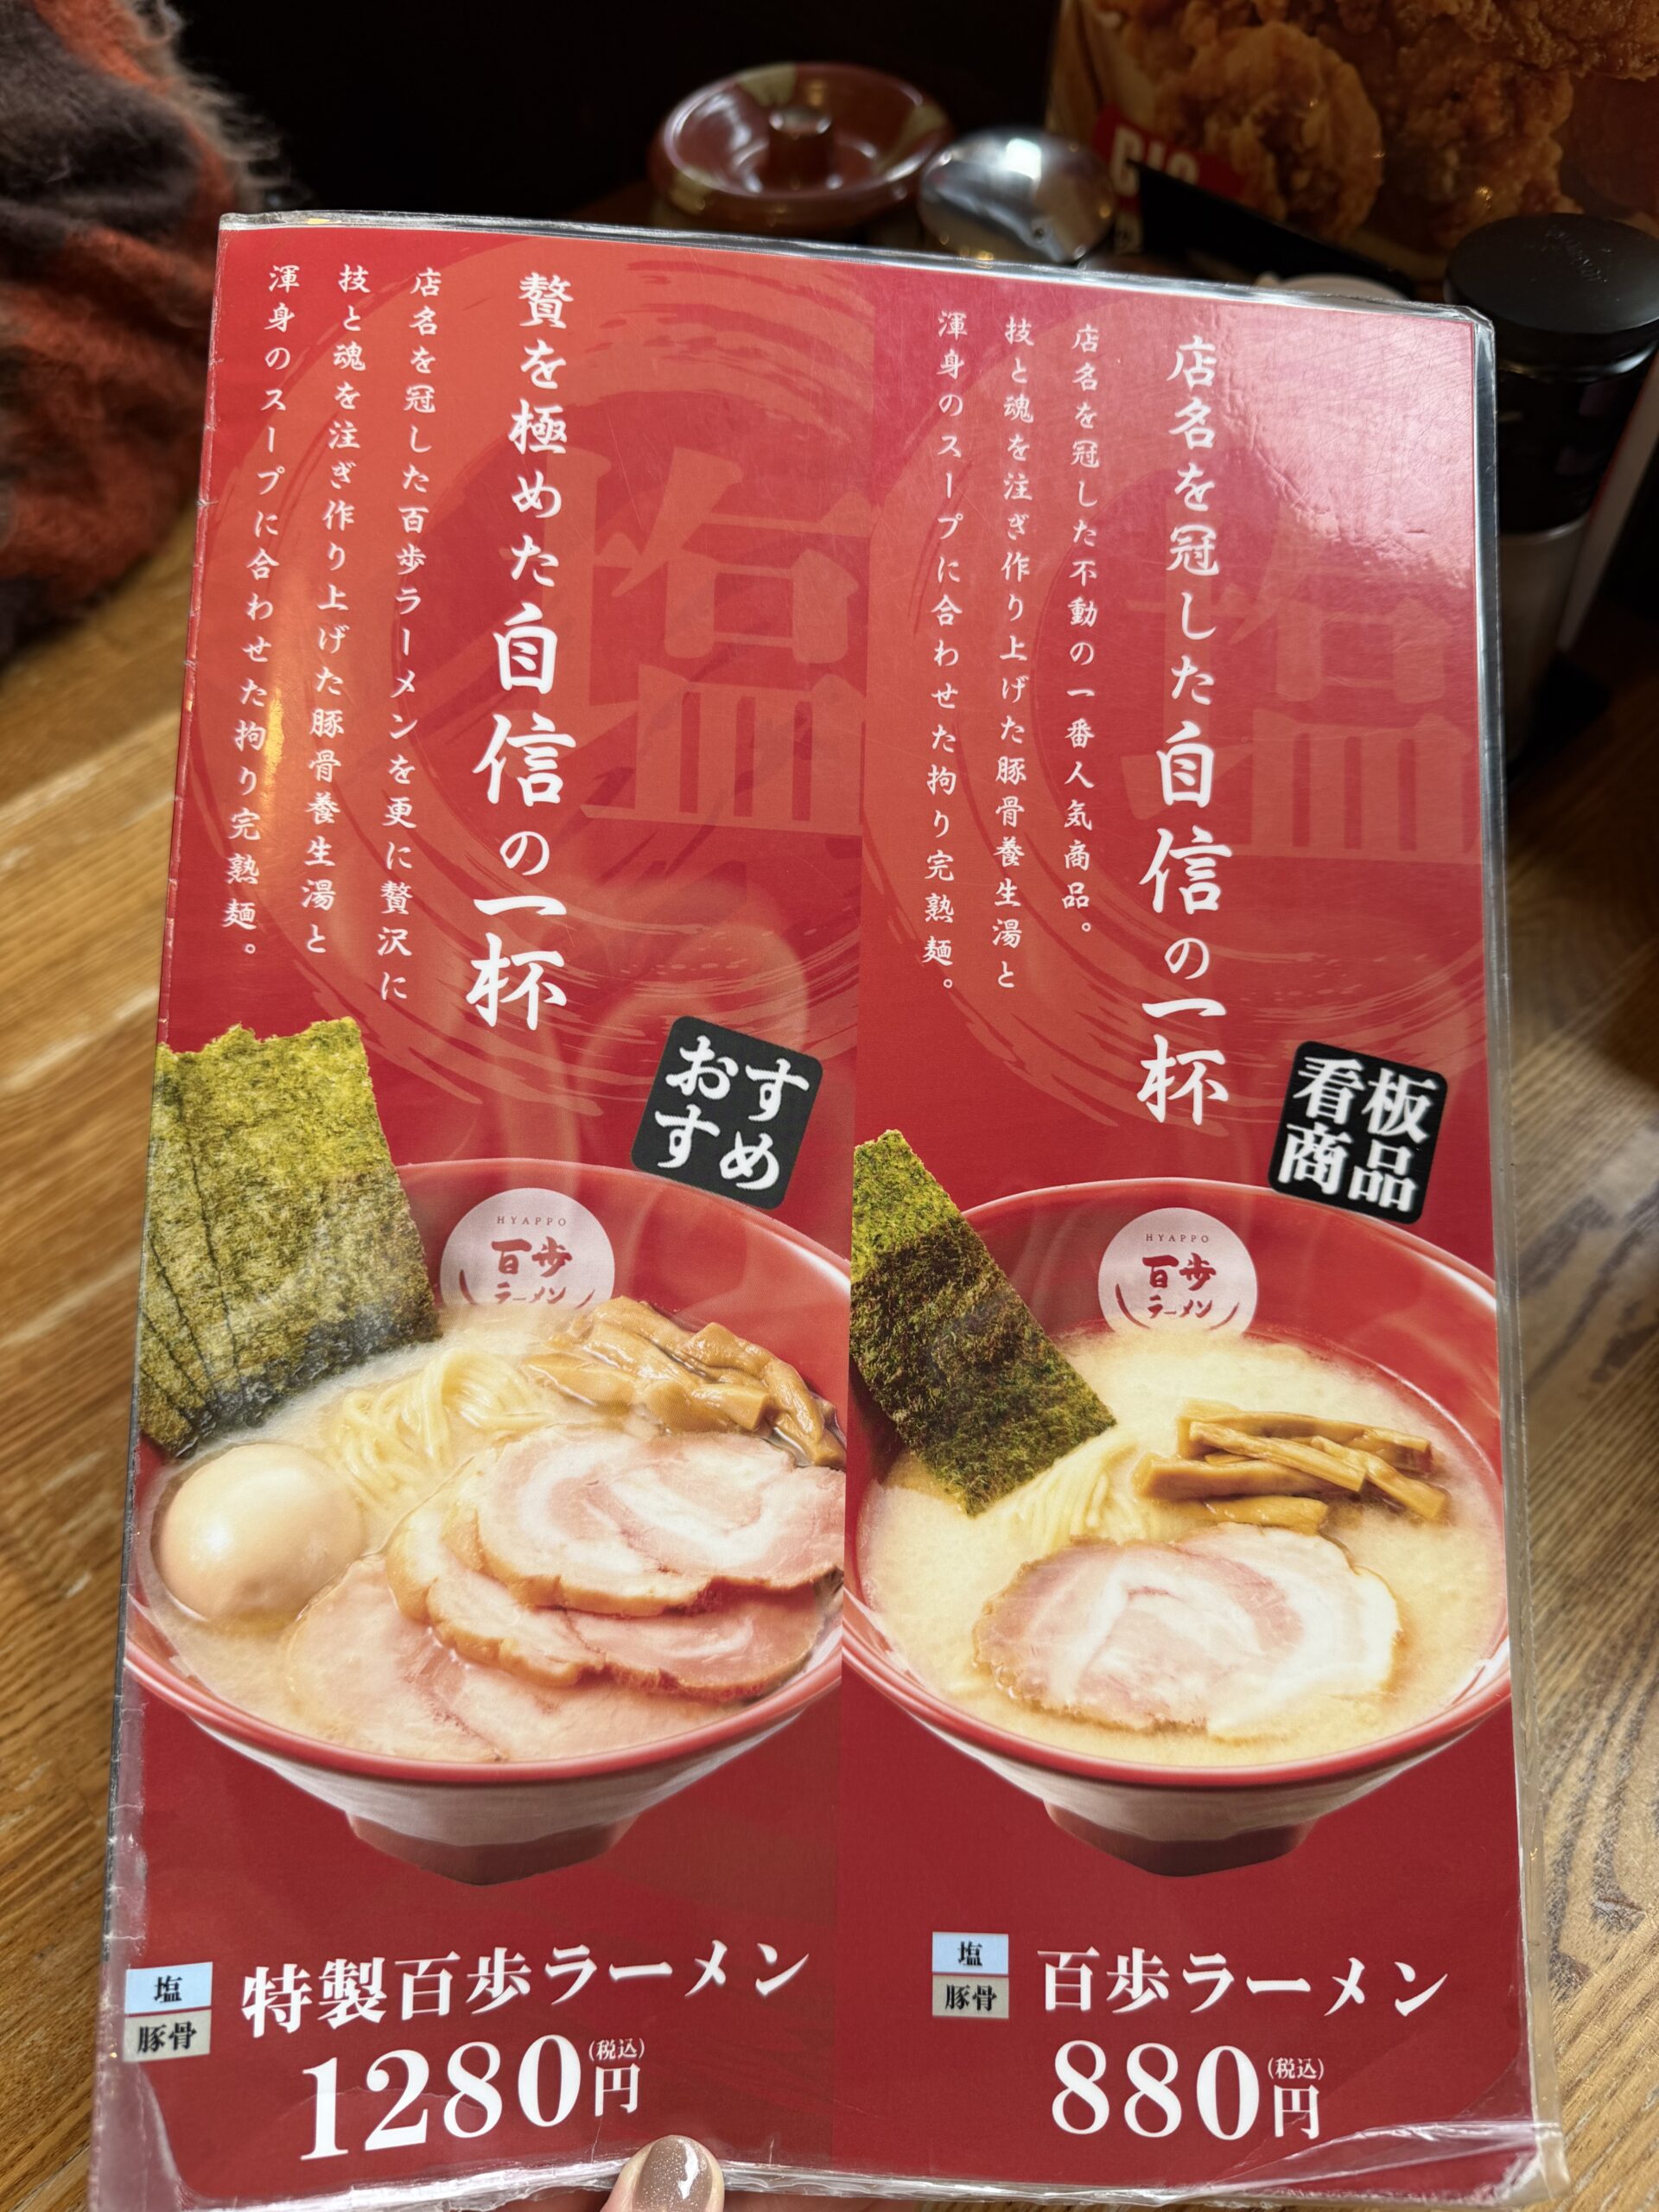 店名を冠した自信の一杯
店名を冠した不動の一番人気商品。
技と魂を注ぎ作り上げた豚骨養生湯と
渾身のスープに合わせた拘り完熟麺。
塩
看板
商品
HYAPPO
百歩
ラーメン
塩
豚骨
百歩ラーメン
880円
(税込)
贅を極めた自信の一杯
店名を冠した百歩ラーメンを更に贅沢に
技と魂を注ぎ作り上げた豚骨養生湯と
渾身のスープに合わせた拘り完熟麺。
塩
おす
すめ
HYAPPO
百歩
ラーメン
塩
豚骨
特製百歩ラーメン
1280円
(税込)